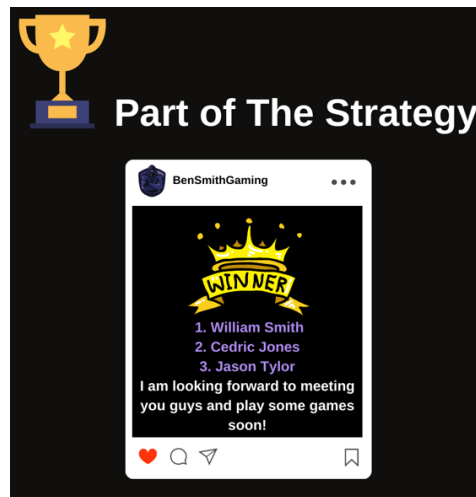 Part of The Strategy
BenSmithGaming
WINNER
1. William Smith
2. Cedric Jones
3. Jason Tylor
I am looking forward to meeting
you guys and play some games
soon!